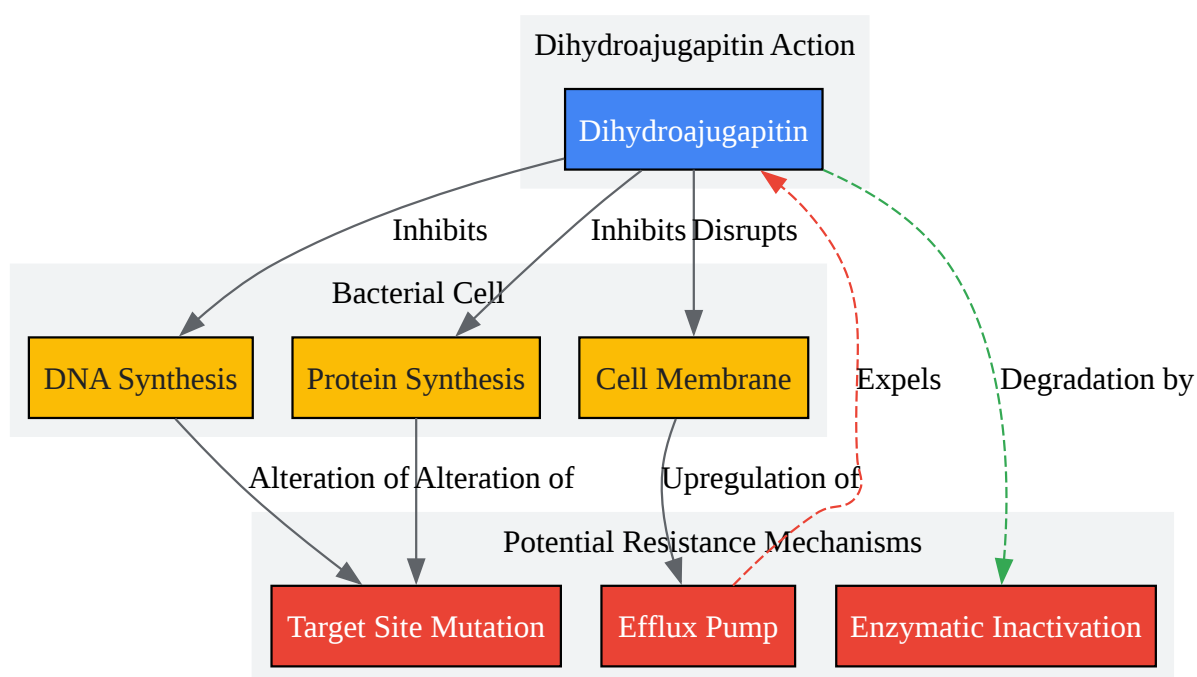 Dihydroajugapitin Action
Dihydroajugapitin
Inhibits
Inhibits
Disrupts
Bacterial Cell
DNA Synthesis
Protein Synthesis
Cell Membrane
Expels
Degradation by
Alteration of
Alteration of
Upregulation of
Potential Resistance Mechanisms
Target Site Mutation
Efflux Pump
Enzymatic Inactivation